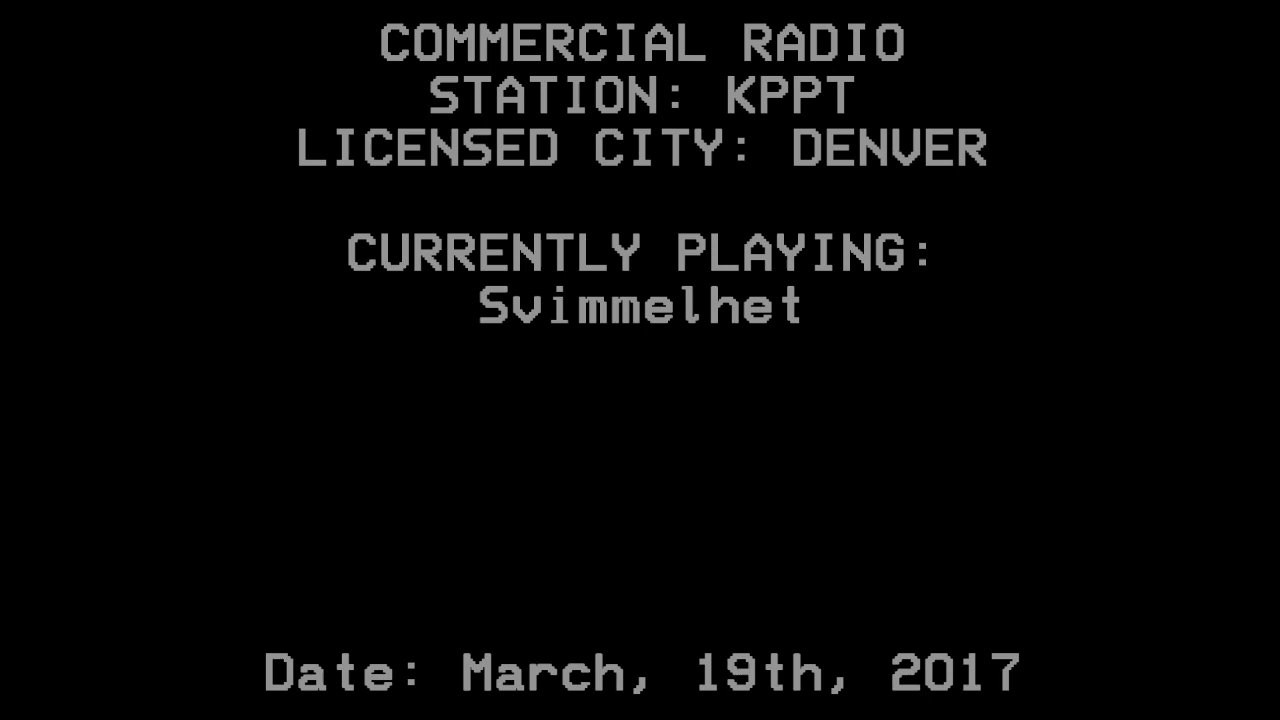 COMMERCIAL RADIO
STATION: KPPT
LICENSED CITY: DENVER
CURRENTLY PLAYING:
Svimmelhet
Date: March, 19th, 2017